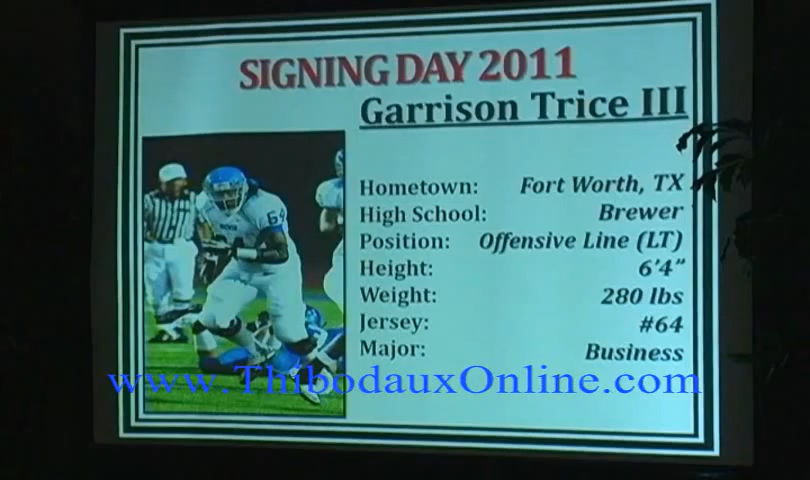 SIGNING DAY 2011
Garrison Trice III
Hometown: Fort Worth, TX
High School: Brewer
Position: Offensive Line (LT)
Height: 6'4"
Weight: 280 lbs
Jersey: #64
Major: Business
www.ThibodauxOnline.com
64